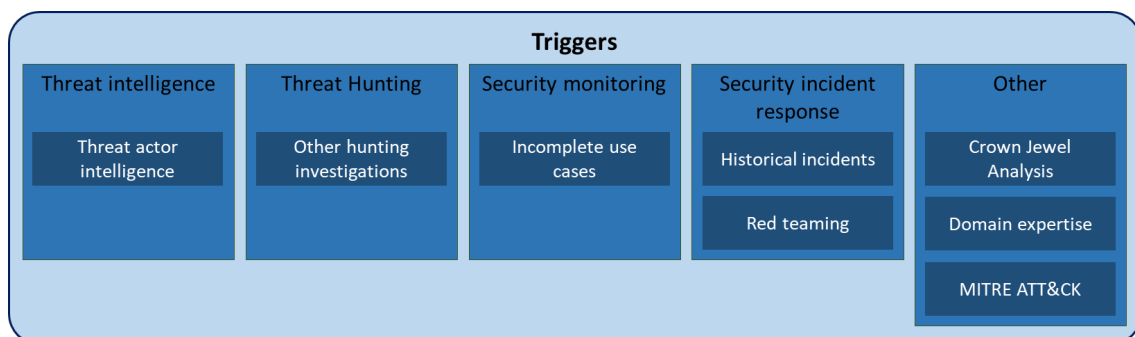 Triggers
Threat intelligence
Threat actor
intelligence
Threat Hunting
Other hunting
investigations
Security monitoring
Incomplete use
cases
Security incident
response
Historical incidents
Red teaming
Other
Crown Jewel
Analysis
Domain expertise
MITRE ATT&CK